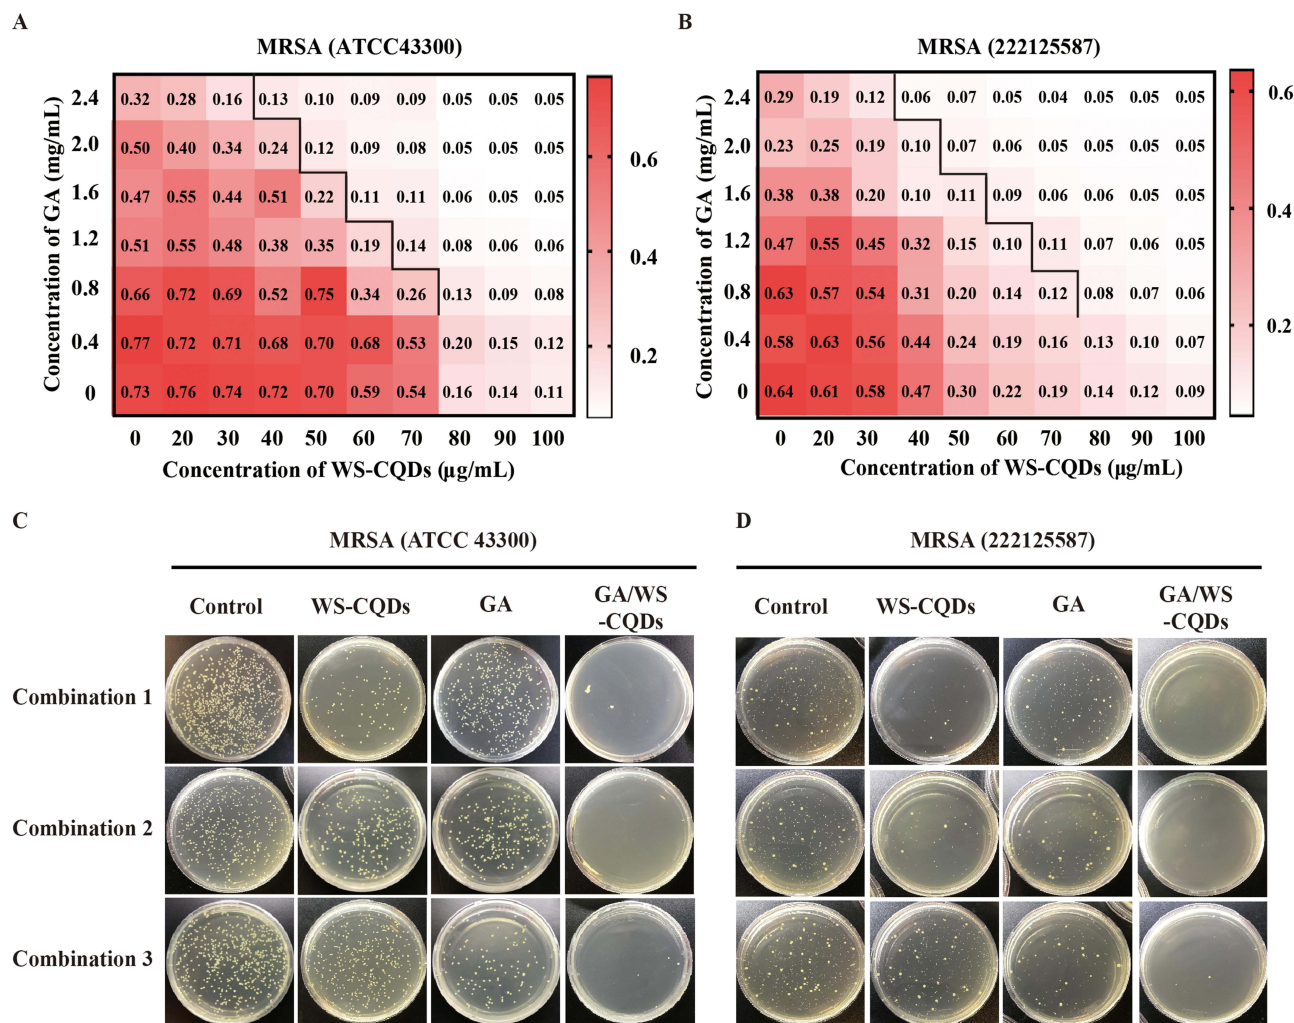 A
MRSA (ATCC43300)
Concentration of GA (mg/mL)
2.4 0.32 0.28 0.16 0.13 0.10 0.09 0.09 0.05 0.05 0.05
2.0 0.50 0.40 0.34 0.24 0.12 0.09 0.08 0.05 0.05 0.05
1.6 0.47 0.55 0.44 0.51 0.22 0.11 0.11 0.06 0.05 0.05
1.2 0.51 0.55 0.48 0.38 0.35 0.19 0.14 0.08 0.06 0.06
0.8 0.66 0.72 0.69 0.52 0.75 0.34 0.26 0.13 0.09 0.08
0.4 0.77 0.72 0.71 0.68 0.70 0.68 0.53 0.20 0.15 0.12
0 0.73 0.76 0.74 0.72 0.70 0.59 0.54 0.16 0.14 0.11
0 20 30 40 50 60 70 80 90 100
Concentration of WS-CQDs (μg/mL)
0.6
0.4
0.2
B
MRSA (222125587)
Concentration of GA (mg/mL)
2.4 0.29 0.19 0.12 0.06 0.07 0.05 0.04 0.05 0.05 0.05
2.0 0.23 0.25 0.19 0.10 0.07 0.06 0.05 0.05 0.05 0.05
1.6 0.38 0.38 0.20 0.10 0.11 0.09 0.06 0.06 0.05 0.05
1.2 0.47 0.55 0.45 0.32 0.15 0.10 0.11 0.07 0.06 0.05
0.8 0.63 0.57 0.54 0.31 0.20 0.14 0.12 0.08 0.07 0.06
0.4 0.58 0.63 0.56 0.44 0.24 0.19 0.16 0.13 0.10 0.07
0 0.64 0.61 0.58 0.47 0.30 0.22 0.19 0.14 0.12 0.09
0 20 30 40 50 60 70 80 90 100
Concentration of WS-CQDs (μg/mL)
0.6
0.4
0.2
C
MRSA (ATCC 43300)
Control WS-CQDs GA GA/WS
-CQDs
Combination 1
Combination 2
Combination 3
D
MRSA (222125587)
Control WS-CQDs GA GA/WS
-CQDs